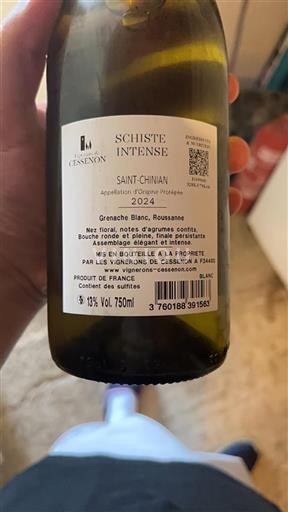 SCHISTE
INTENSE
CESSENON
SAINT-CHINIAN
Appellation d'Origine Protégée
2024
Grenache Blanc, Roussanne
Nez floral, notes d'agrumes confits,
Bouche ronde et pleine, finale persistante
Assemblage élégant et intense.
MIS EN BOUTEILLE A LA PROPRIETE
PAR LES VIGNERONS DE CESSENON A F34460
www.vignerons-cessenon.com
PRODUIT DE FRANCE
BLANC
Contient des sulfites
13% Vol. 750ml
3 760188 391563